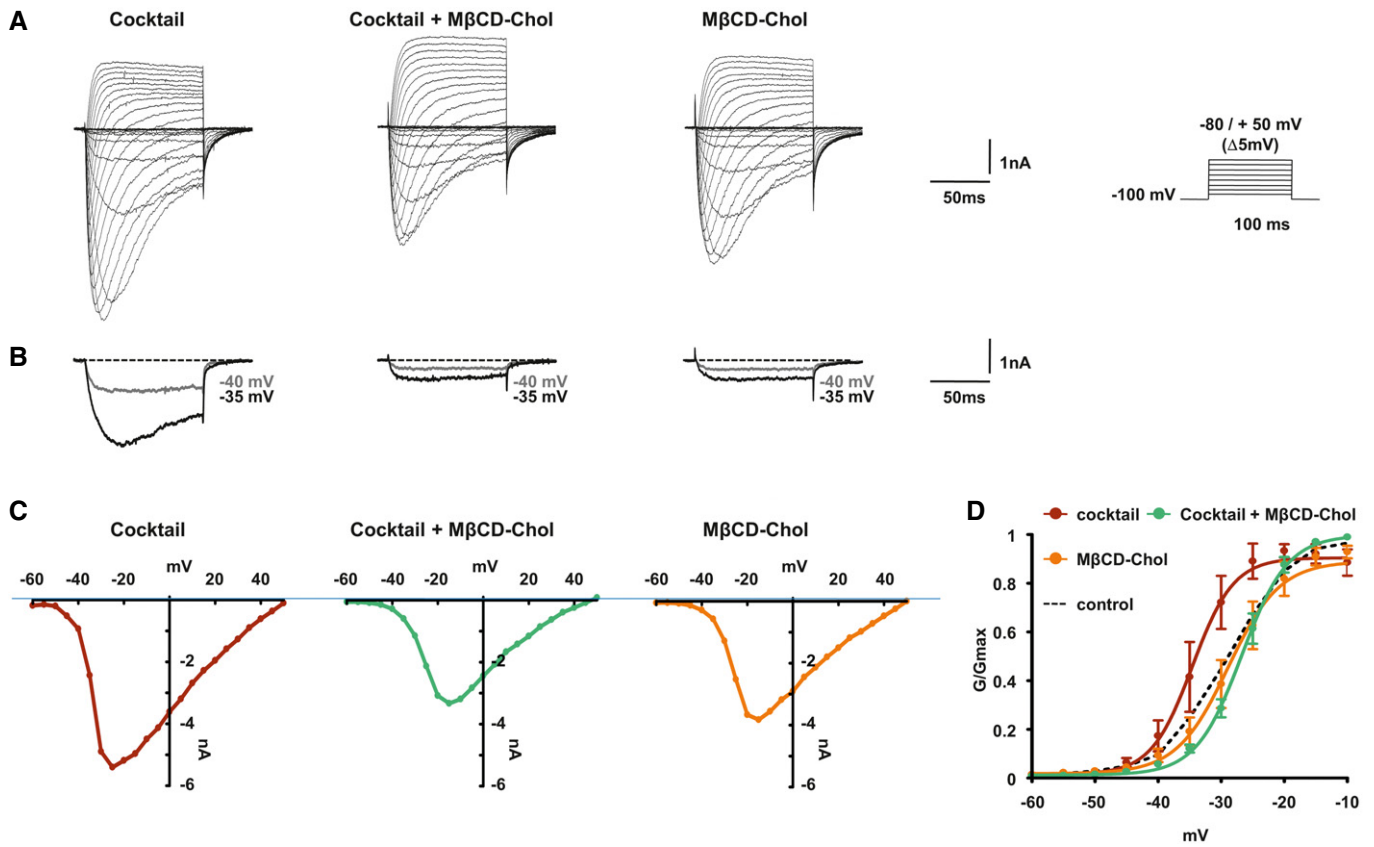 A
Cocktail
Cocktail + MβCD-Chol
MβCD-Chol
-80 / + 50 mV
(Δ5mV)
1nA
50ms
-100 mV
100 ms
B
-40 mV
-35 mV
-40 mV
-35 mV
-40 mV
-35 mV
1nA
50ms
C
Cocktail
Cocktail + MβCD-Chol
MβCD-Chol
mV
-60 -40 -20 20 40
-2
-4
-6
nA
mV
-60 -40 -20 20 40
-2
-4
-6
nA
mV
-60 -40 -20 20 40
-2
-4
-6
nA
D
cocktail
Cocktail + MβCD-Chol
MβCD-Chol
control
G/Gmax
1
0.8
0.6
0.4
0.2
0
-60 -50 -40 -30 -20 -10
mV